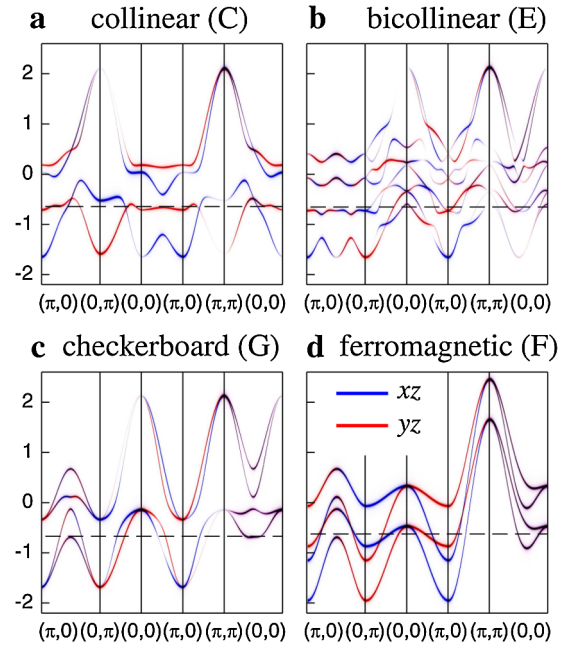 a collinear (C)
b bicollinear (E)
2
1
0
-1
-2
(π,0) (0,π) (0,0) (π,0) (π,π) (0,0)
(π,0) (0,π) (0,0) (π,0) (π,π) (0,0)
c checkerboard (G)
d ferromagnetic (F)
2
1
0
-1
-2
xz
yz
(π,0) (0,π) (0,0) (π,0) (π,π) (0,0)
(π,0) (0,π) (0,0) (π,0) (π,π) (0,0)